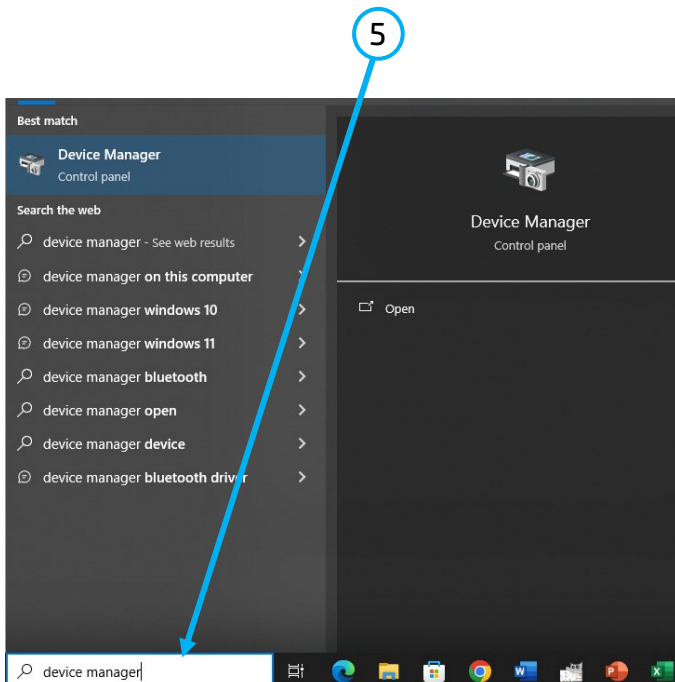 5
Best match
Device Manager
Control panel
Search the web
device manager - See web results
device manager on this computer
device manager windows 10
device manager windows 11
device manager bluetooth
device manager open
device manager device
device manager bluetooth driver
Device Manager
Control panel
Open
device manager